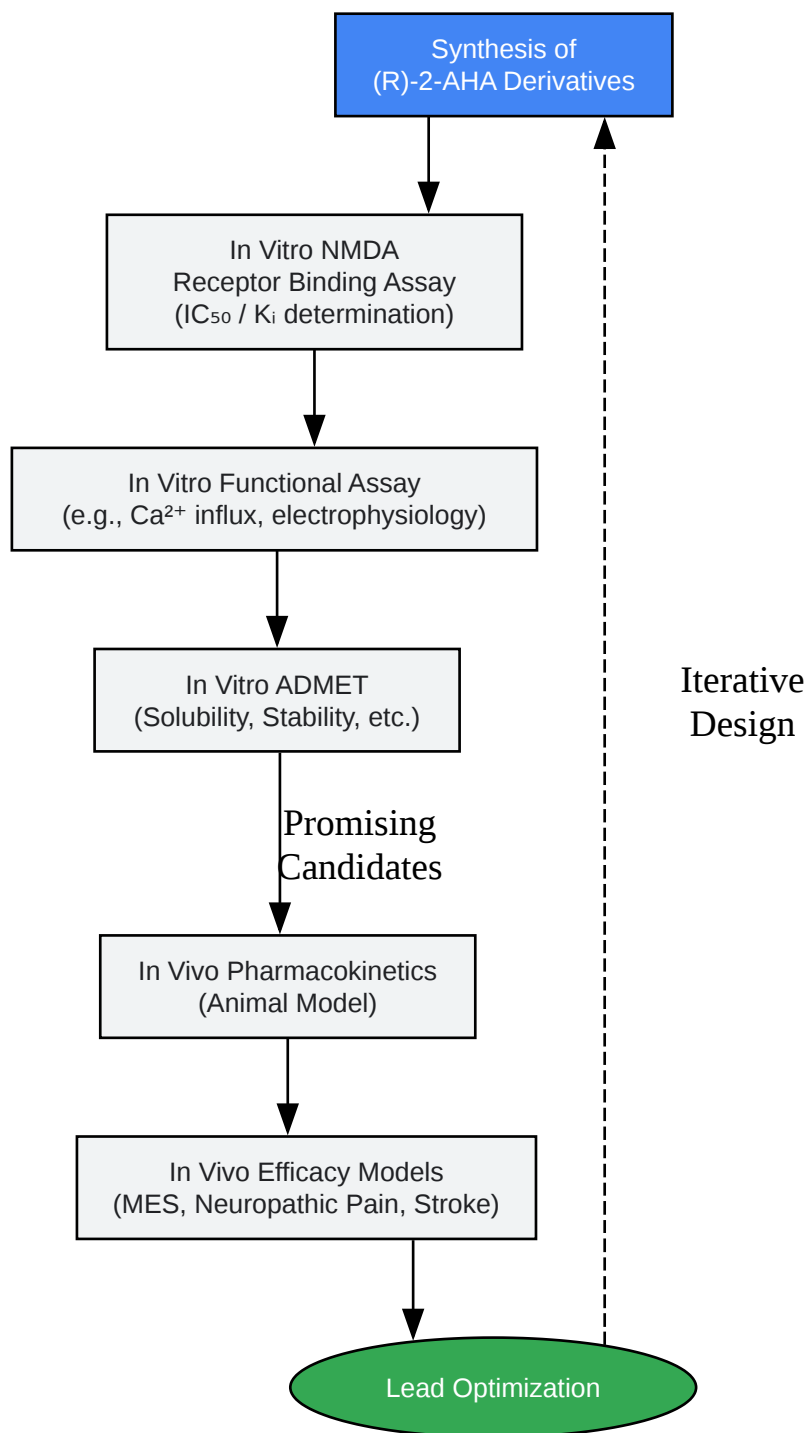 Synthesis of
(R)-2-AHA Derivatives
In Vitro NMDA
Receptor Binding Assay
(IC₅₀ / Kᵢ determination)
In Vitro Functional Assay
(e.g., Ca²⁺ influx, electrophysiology)
In Vitro ADMET
(Solubility, Stability, etc.)
Iterative
Design
Promising
Candidates
In Vivo Pharmacokinetics
(Animal Model)
In Vivo Efficacy Models
(MES, Neuropathic Pain, Stroke)
Lead Optimization